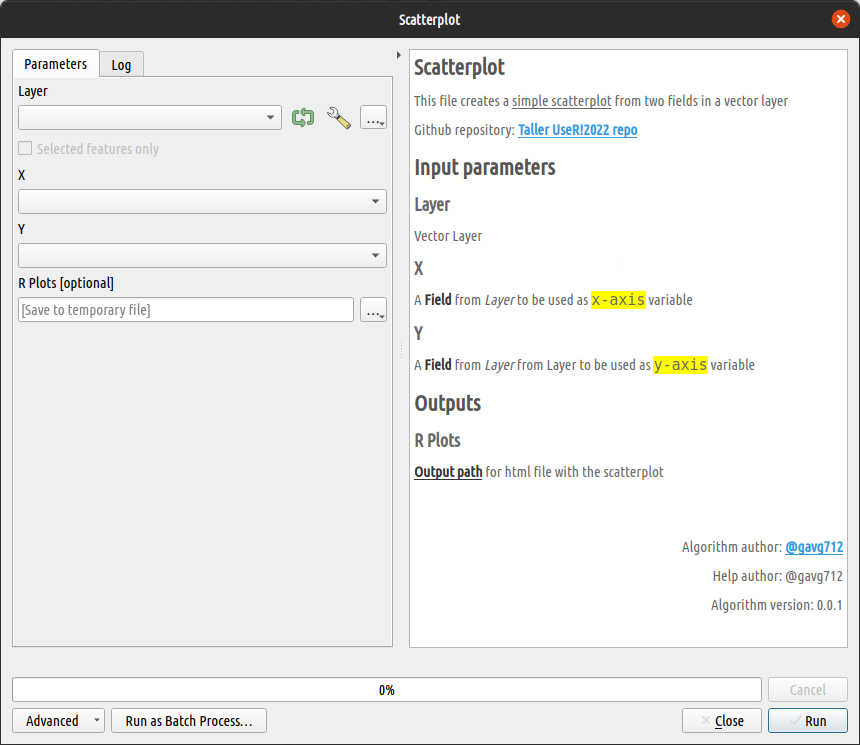 Scatterplot
Parameters
Log
Layer
...
Selected features only
X
Y
R Plots [optional]
[Save to temporary file]
...
Scatterplot
This file creates a simple scatterplot from two fields in a vector layer
Github repository: Taller UseR!2022 repo
Input parameters
Layer
Vector Layer
X
A Field from Layer to be used as x-axis variable
Y
A Field from Layer from Layer to be used as y-axis variable
Outputs
R Plots
Output path for html file with the scatterplot
Algorithm author: @gavg712
Help author: @gavg712
Algorithm version: 0.0.1
0%
Cancel
Advanced
Run as Batch Process...
Close
Run